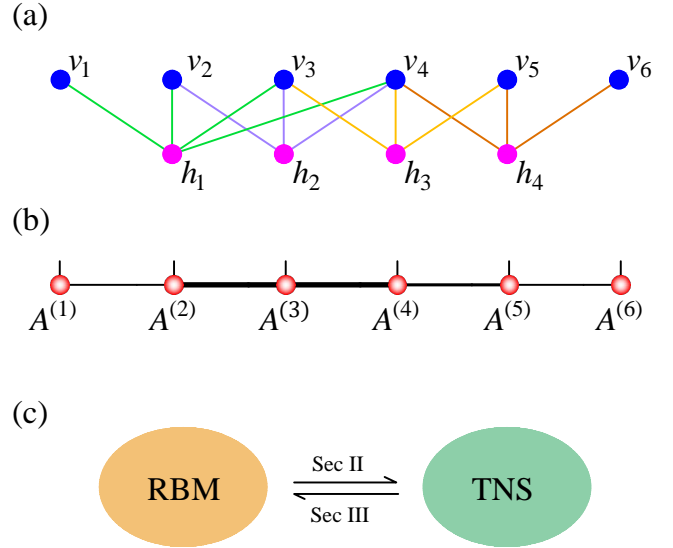 (a)
v1 v2 v3 v4 v5 v6
h1 h2 h3 h4
(b)
A(1) A(2) A(3) A(4) A(5) A(6)
(c)
RBM Sec II TNS
Sec III